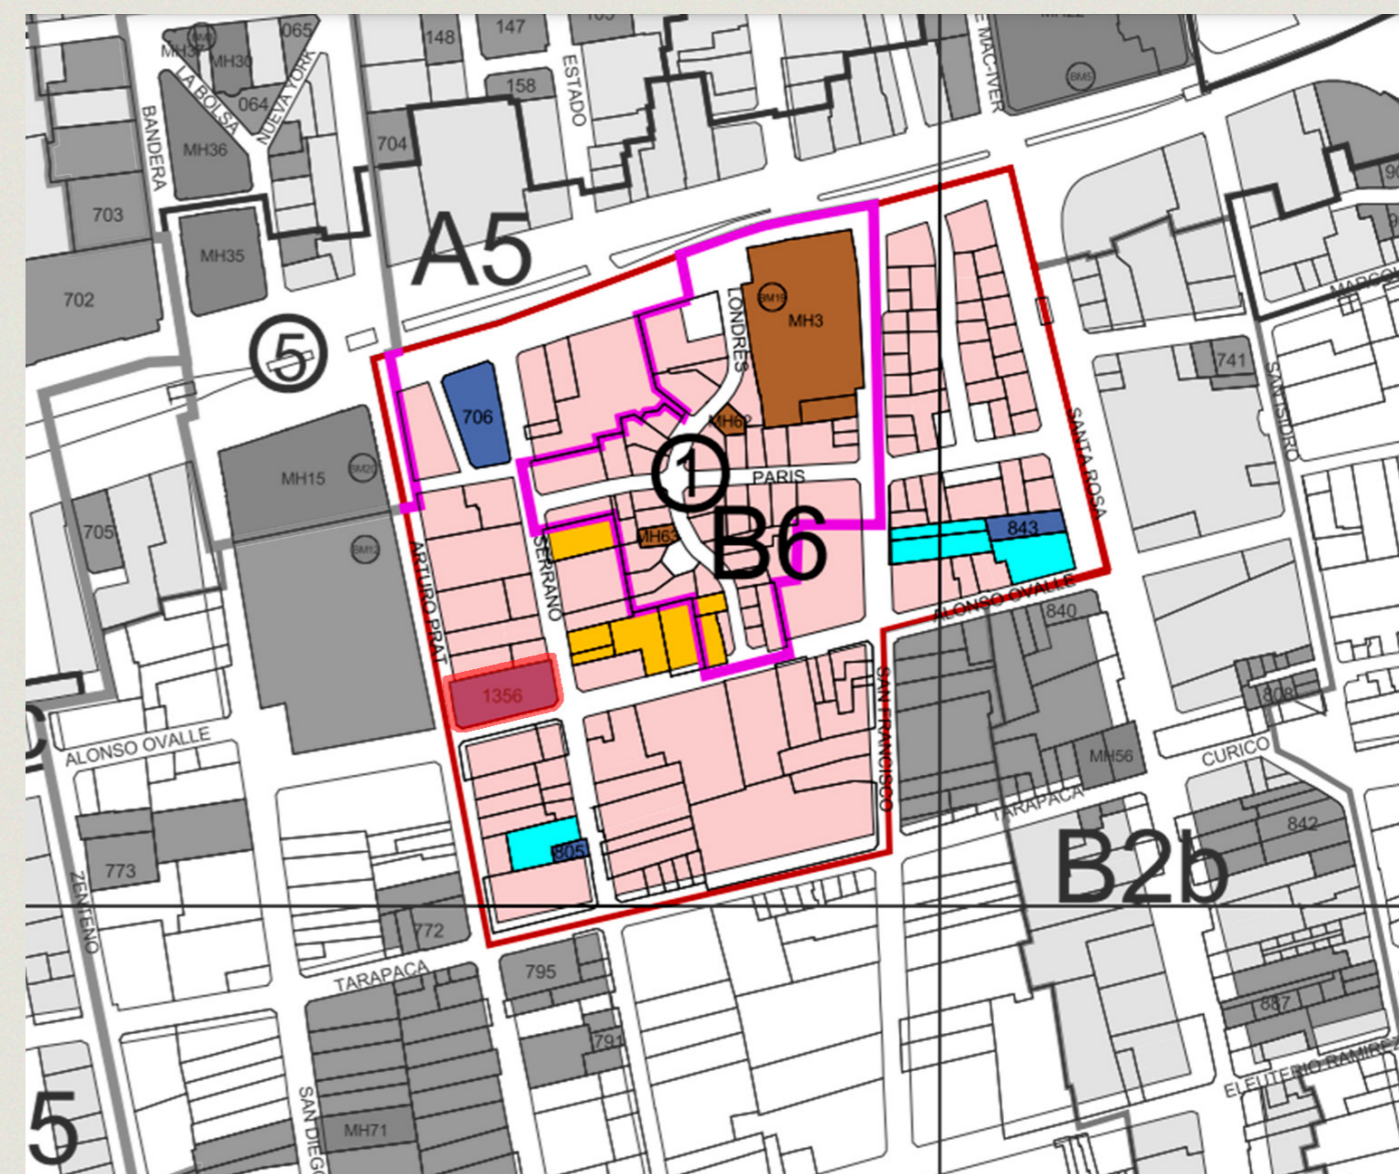 065
147
148
MH30
LA BOLSA
NUEVA YORK
064
158
ESTADO
MAC-IVER
BM5
BANDERA
MH36
704
703
MH35
A5
702
5
LONDRES
BM19
MH3
741
SAN ISIDRO
706
MH62
SANTA ROSA
1
PARIS
MH15
BM20
705
BM12
ARTURO PRAT
SERRANO
MH63
B6
843
ALONSO OVALLE
840
1356
SAN FRANCISCO
808
ALONSO OVALLE
MH56
CURICO
TARAPACA
842
B2b
773
805
ZENTENO
772
TARAPACA
795
887
791
ELEUTERIO RAMIREZ
5
SAN DIEGO
MH71